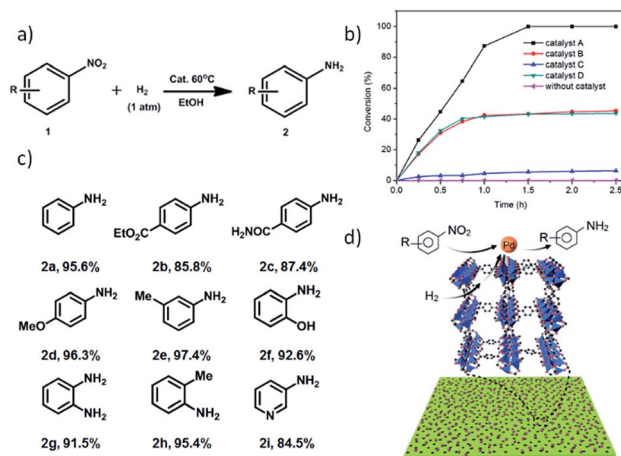 a)
NO₂
R
1
+ H₂
(1 atm)
Cat. 60°C
EtOH
NH₂
R
2
b)
Conversion (%)
100
80
60
40
20
0
0.0 0.5 1.0 1.5 2.0 2.5
Time (h)
catalyst A
catalyst B
catalyst C
catalyst D
without catalyst
c)
NH₂
2a, 95.6%
NH₂
EtO₂C
2b, 85.8%
NH₂
H₂NOC
2c, 87.4%
NH₂
MeO
2d, 96.3%
Me NH₂
2e, 97.4%
NH₂
OH
2f, 92.6%
NH₂
NH₂
2g, 91.5%
Me
NH₂
2h, 95.4%
NH₂
N
2i, 84.5%
d)
R NO₂
Pd
R NH₂
H₂